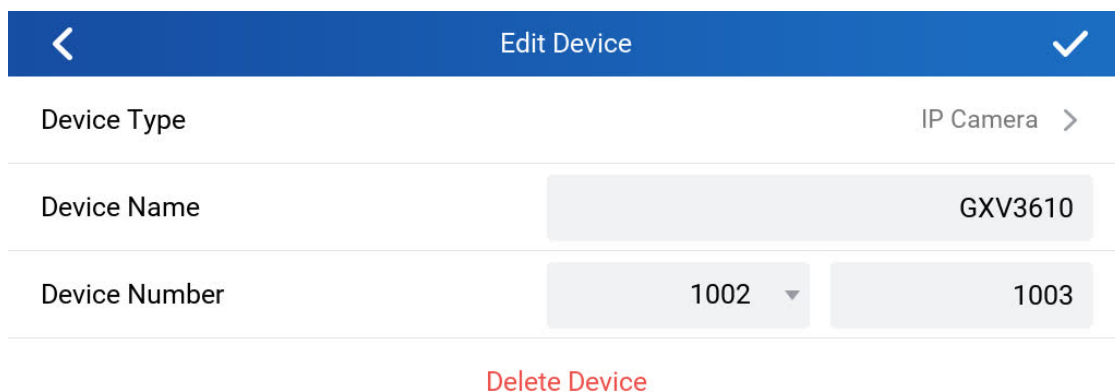 Edit Device
Device Type IP Camera
Device Name GXV3610
Device Number 1002 1003
Delete Device